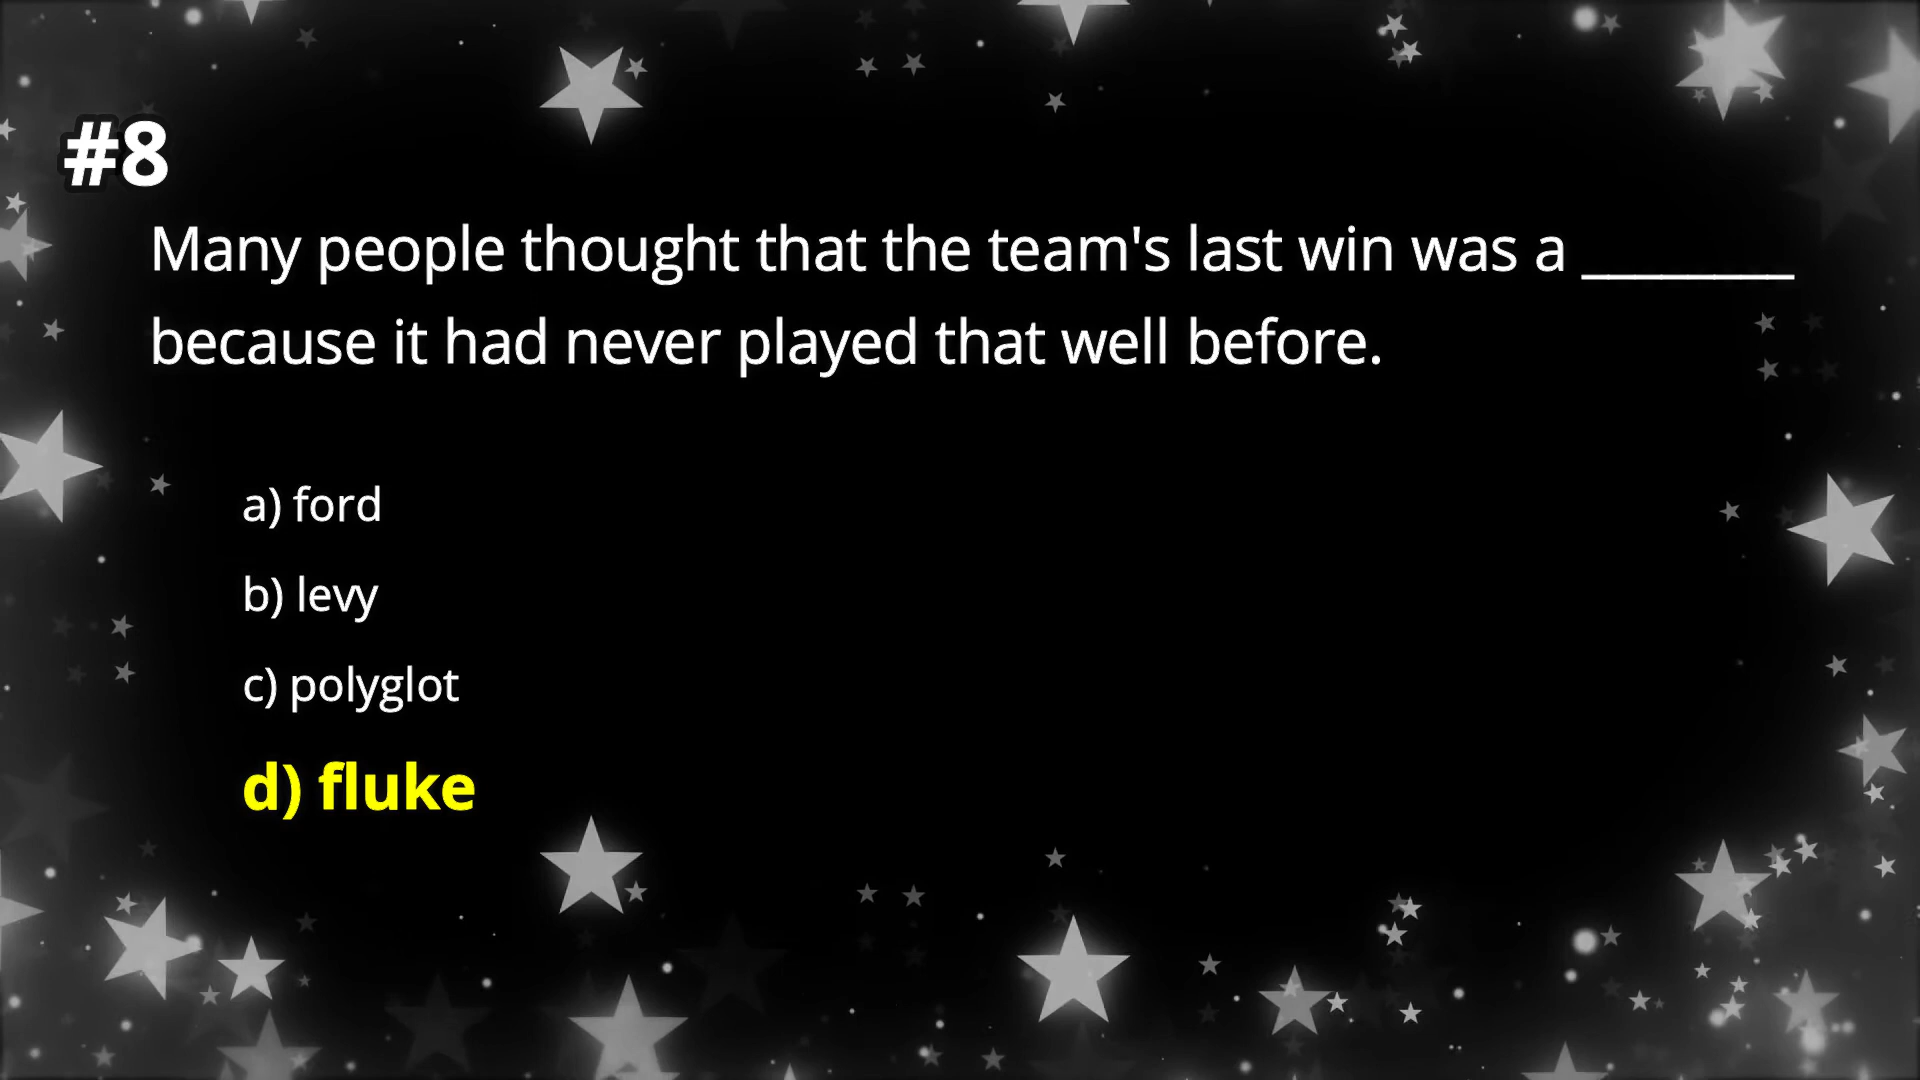 #8
Many people thought that the team's last win was a ________
because it had never played that well before.
a) ford
b) levy
c) polyglot
d) fluke